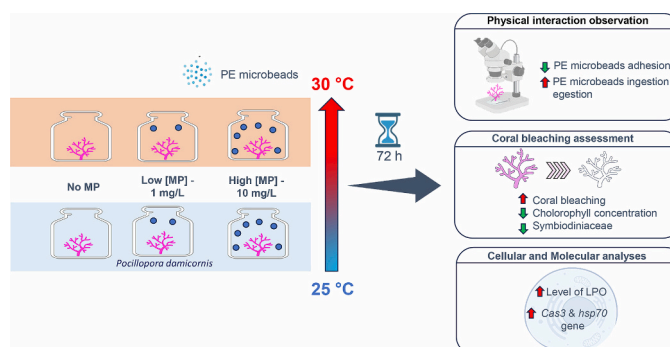 PE microbeads
30 °C
No MP
Low [MP] -
1 mg/L
High [MP] -
10 mg/L
Pocillopora damicornis
25 °C
72 h
Physical interaction observation
PE microbeads adhesion
PE microbeads ingestion
egestion
Coral bleaching assessment
Coral bleaching
Cholorophyll concentration
Symbiodiniaceae
Cellular and Molecular analyses
Level of LPO
Cas3 & hsp70
gene